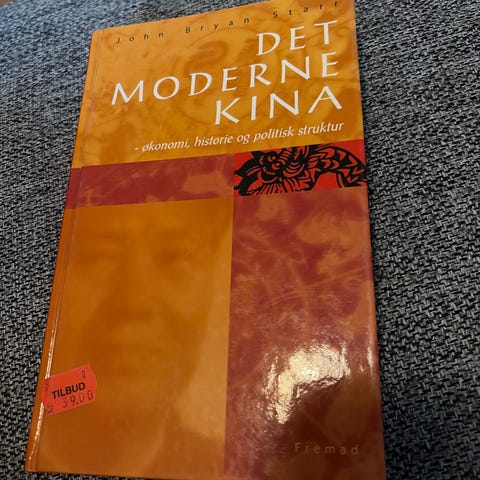 John Bryan Starr
DET
MODERNE
KINA
- økonomi, historie og politisk struktur
TILBUD
39.00
Fremad